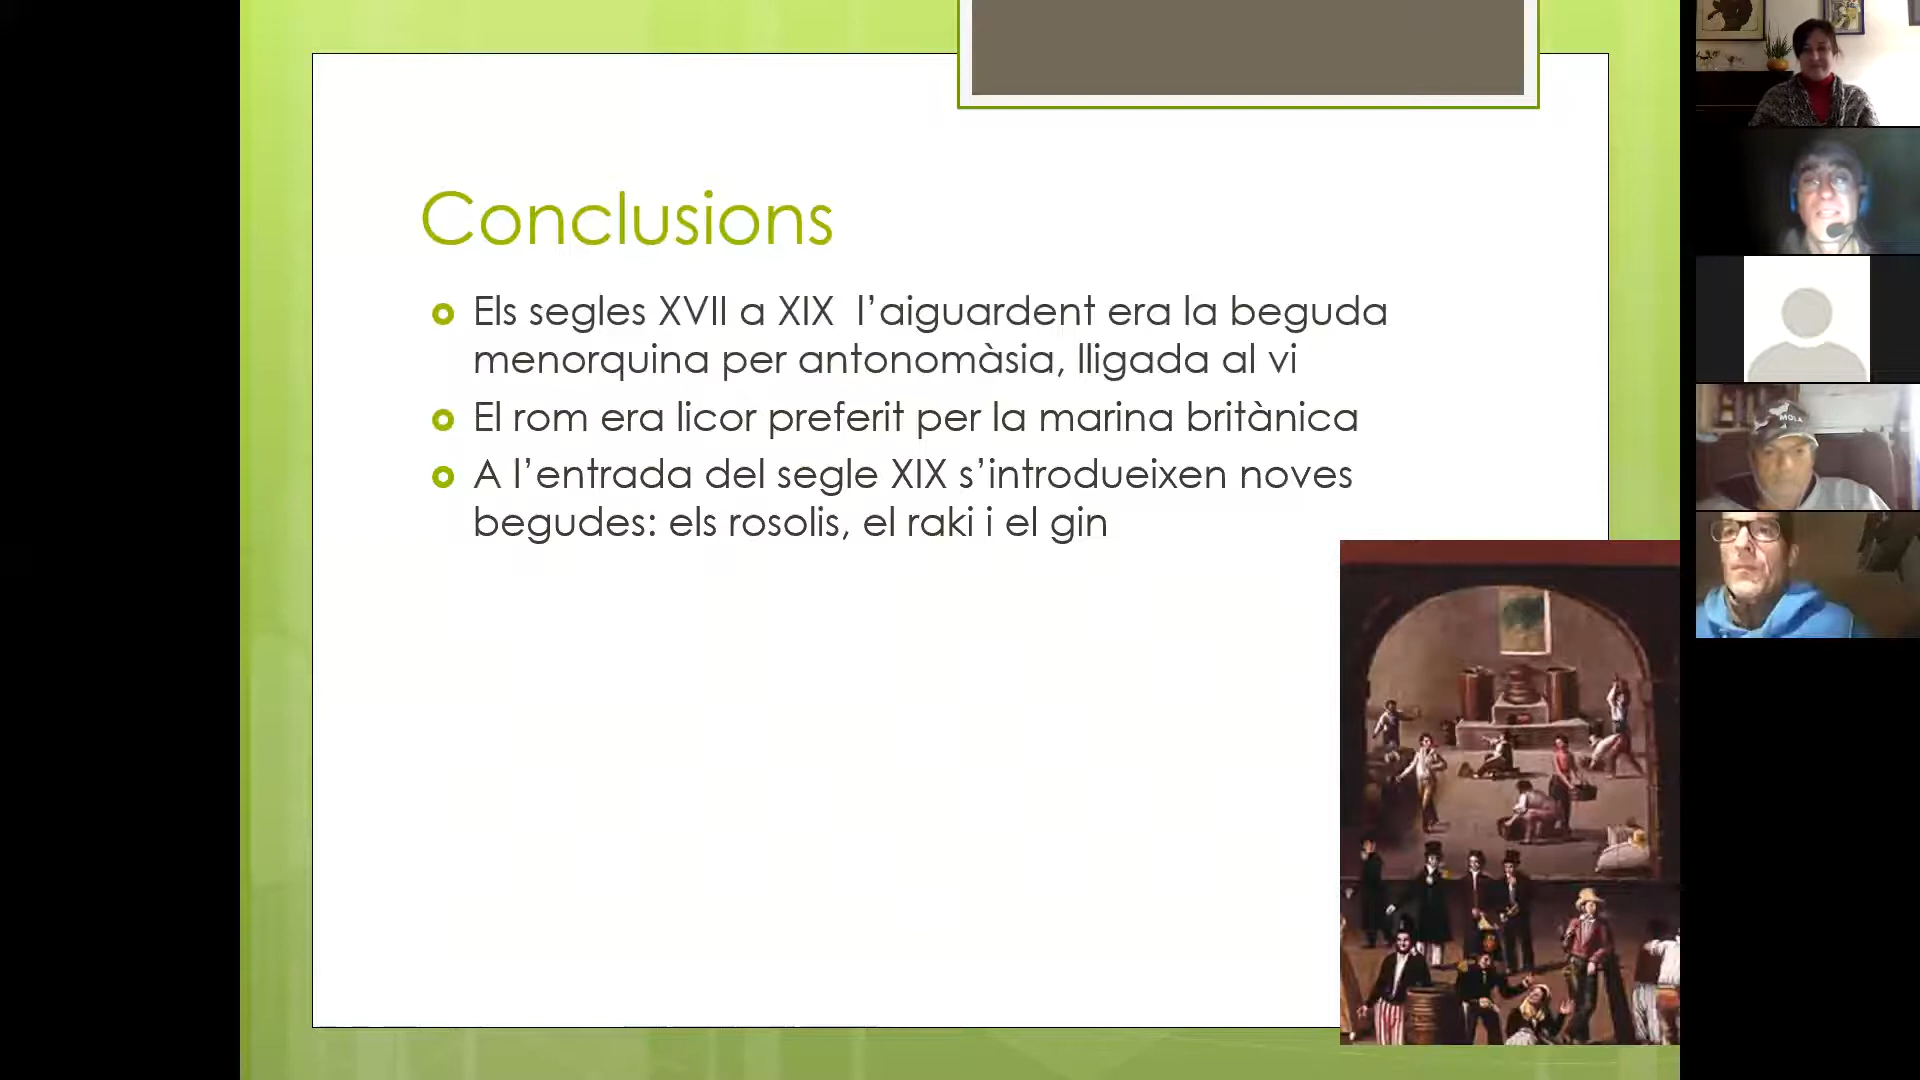 Conclusions
Els segles XVII a XIX l’aiguardent era la beguda
menorquina per antonomàsia, lligada al vi
El rom era licor preferit per la marina britànica
A l’entrada del segle XIX s’introdueixen noves
begudes: els rosolis, el raki i el gin
MOLA